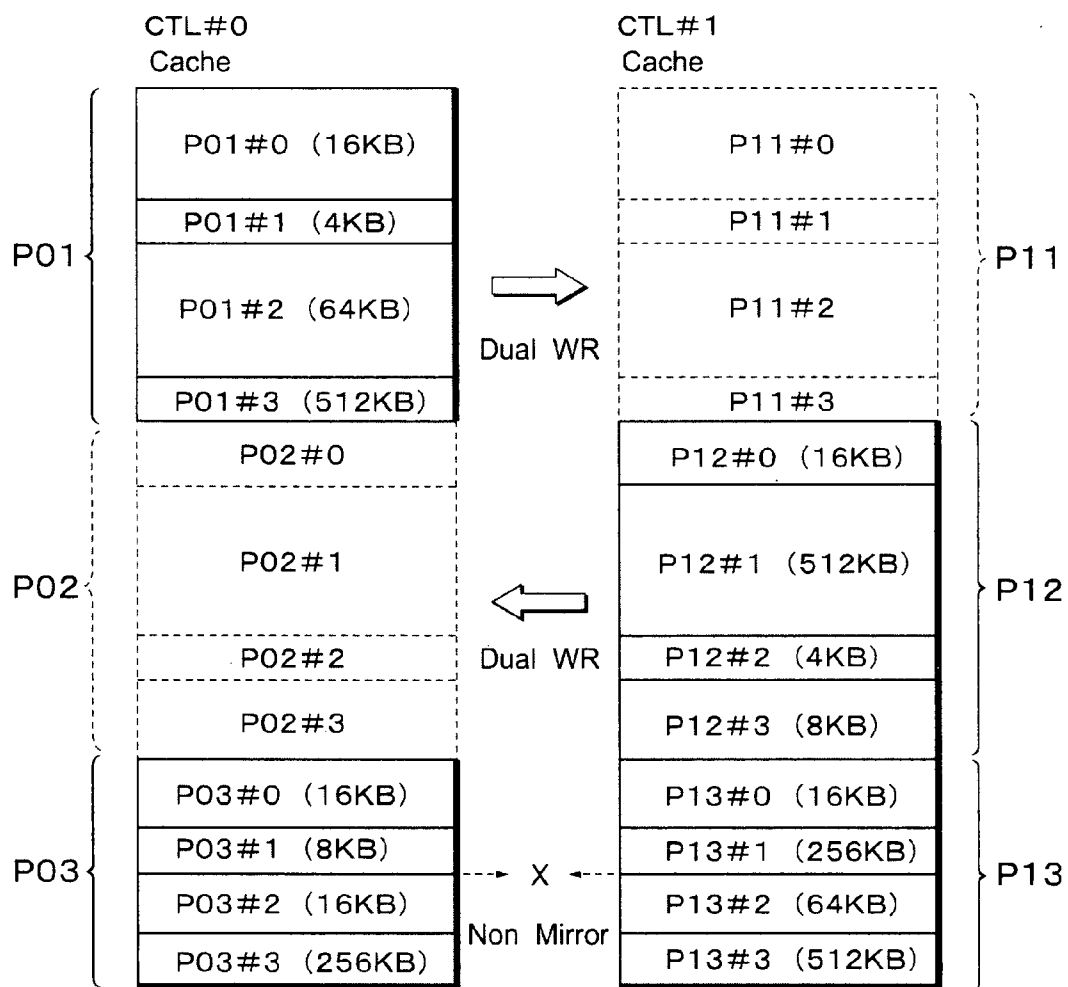 CTL#0
Cache
P01
P01#0 (16KB)
P01#1 (4KB)
P01#2 (64KB)
P01#3 (512KB)
P02
P02#0
P02#1
P02#2
P02#3
P03
P03#0 (16KB)
P03#1 (8KB)
P03#2 (16KB)
P03#3 (256KB)
Dual WR
Dual WR
X
Non Mirror
CTL#1
Cache
P11#0
P11#1
P11#2
P11#3
P11
P12#0 (16KB)
P12#1 (512KB)
P12#2 (4KB)
P12#3 (8KB)
P12
P13#0 (16KB)
P13#1 (256KB)
P13#2 (64KB)
P13#3 (512KB)
P13